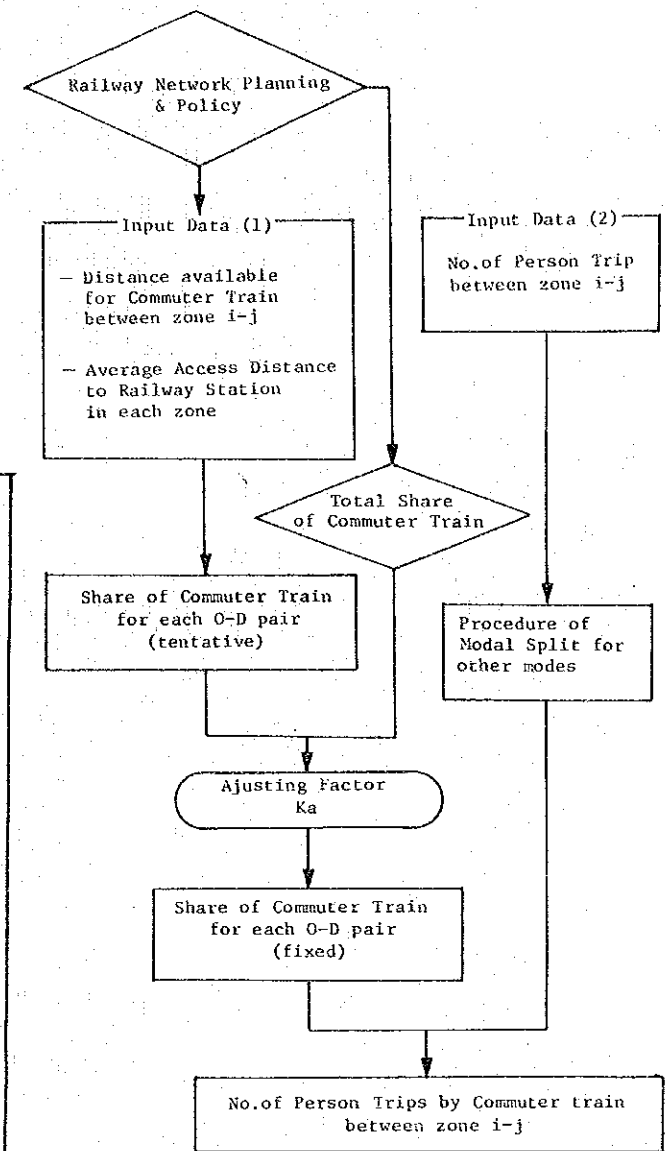 Railway Network Planning
& Policy
Input Data (1)
— Distance available
for Commuter Train
between zone i-j
— Average Access Distance
to Railway Station
in each zone
Input Data (2)
No.of Person Trip
between zone i-j
Total Share
of Commuter Train
Share of Commuter Train
for each O-D pair
(tentative)
Procedure of
Modal Split for
other modes
Ajusting Factor
Ka
Share of Commuter Train
for each O-D pair
(fixed)
No.of Person Trips by Commuter train
between zone i-j